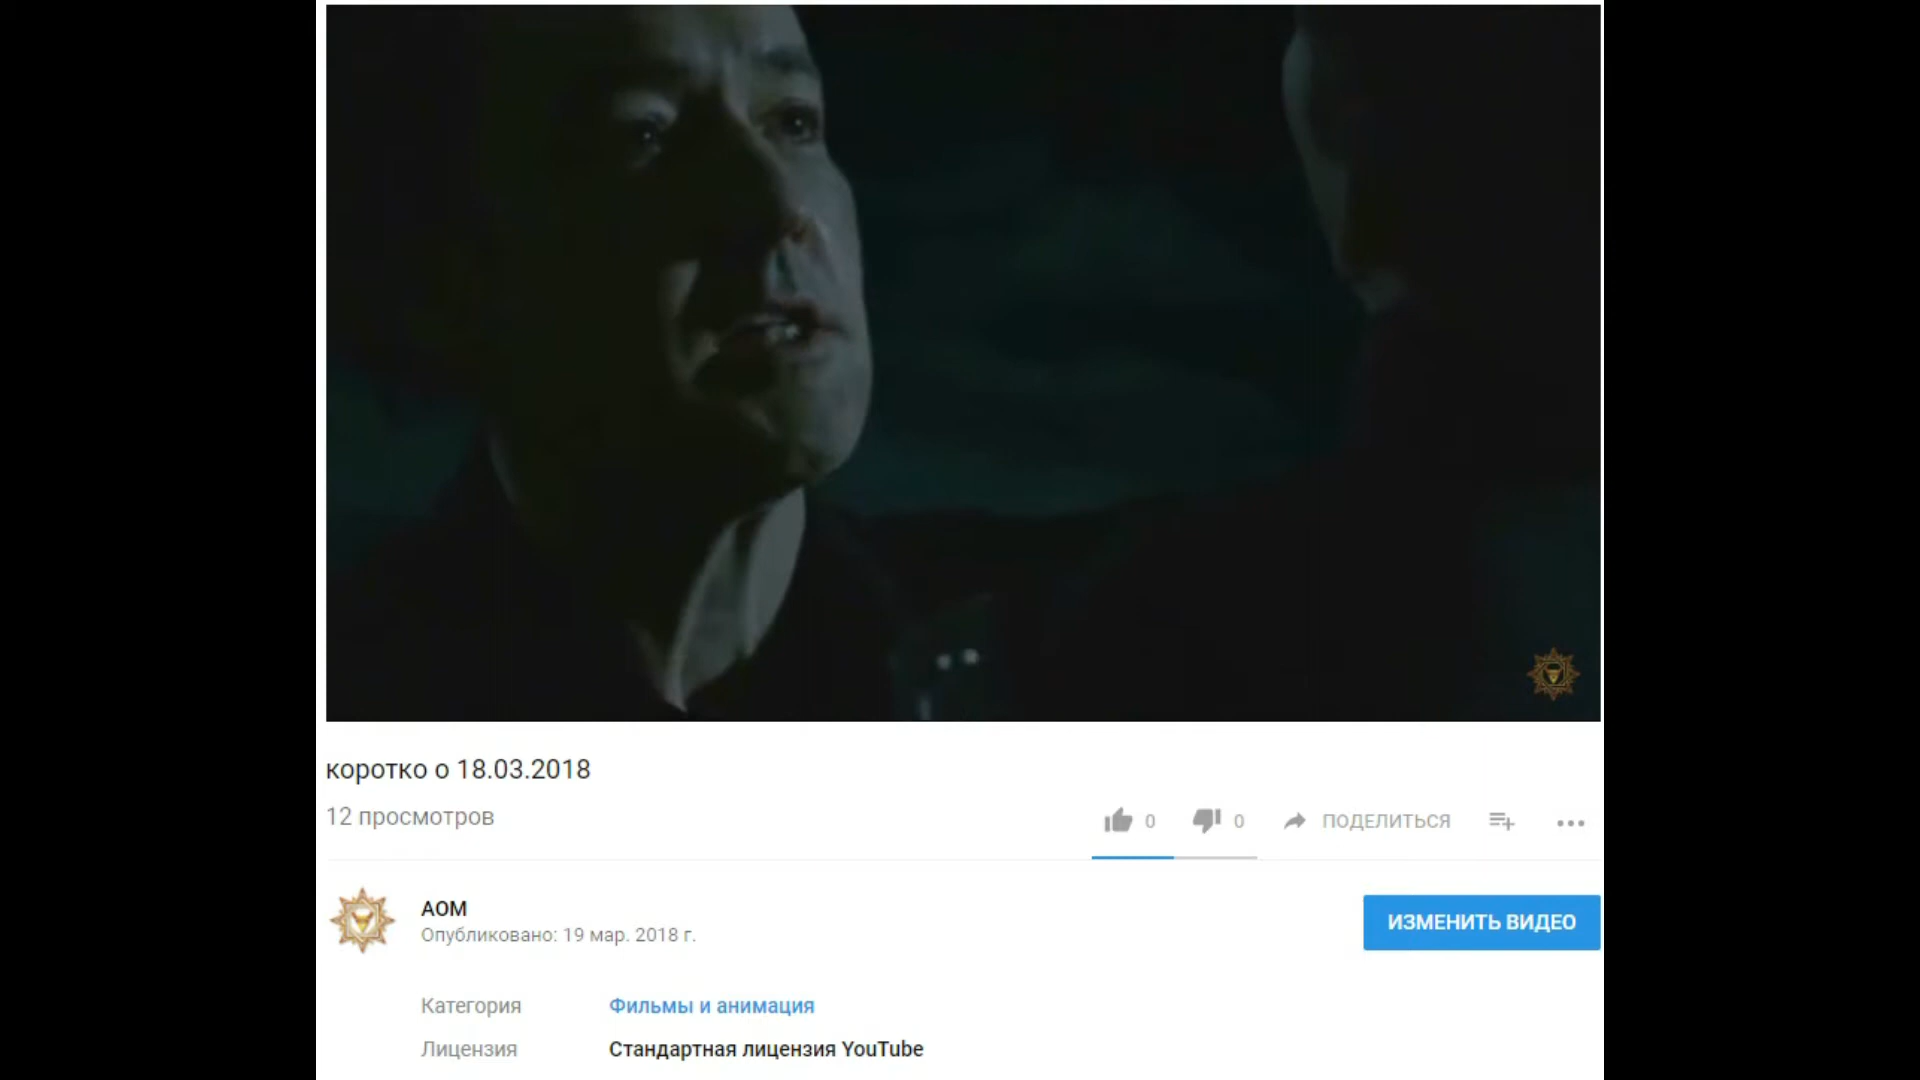 коротко о 18.03.2018
12 просмотров
0 0 ПОДЕЛИТЬСЯ
АОМ
Опубликовано: 19 мар. 2018 г.
ИЗМЕНИТЬ ВИДЕО
Категория Фильмы и анимация
Лицензия Стандартная лицензия YouTube